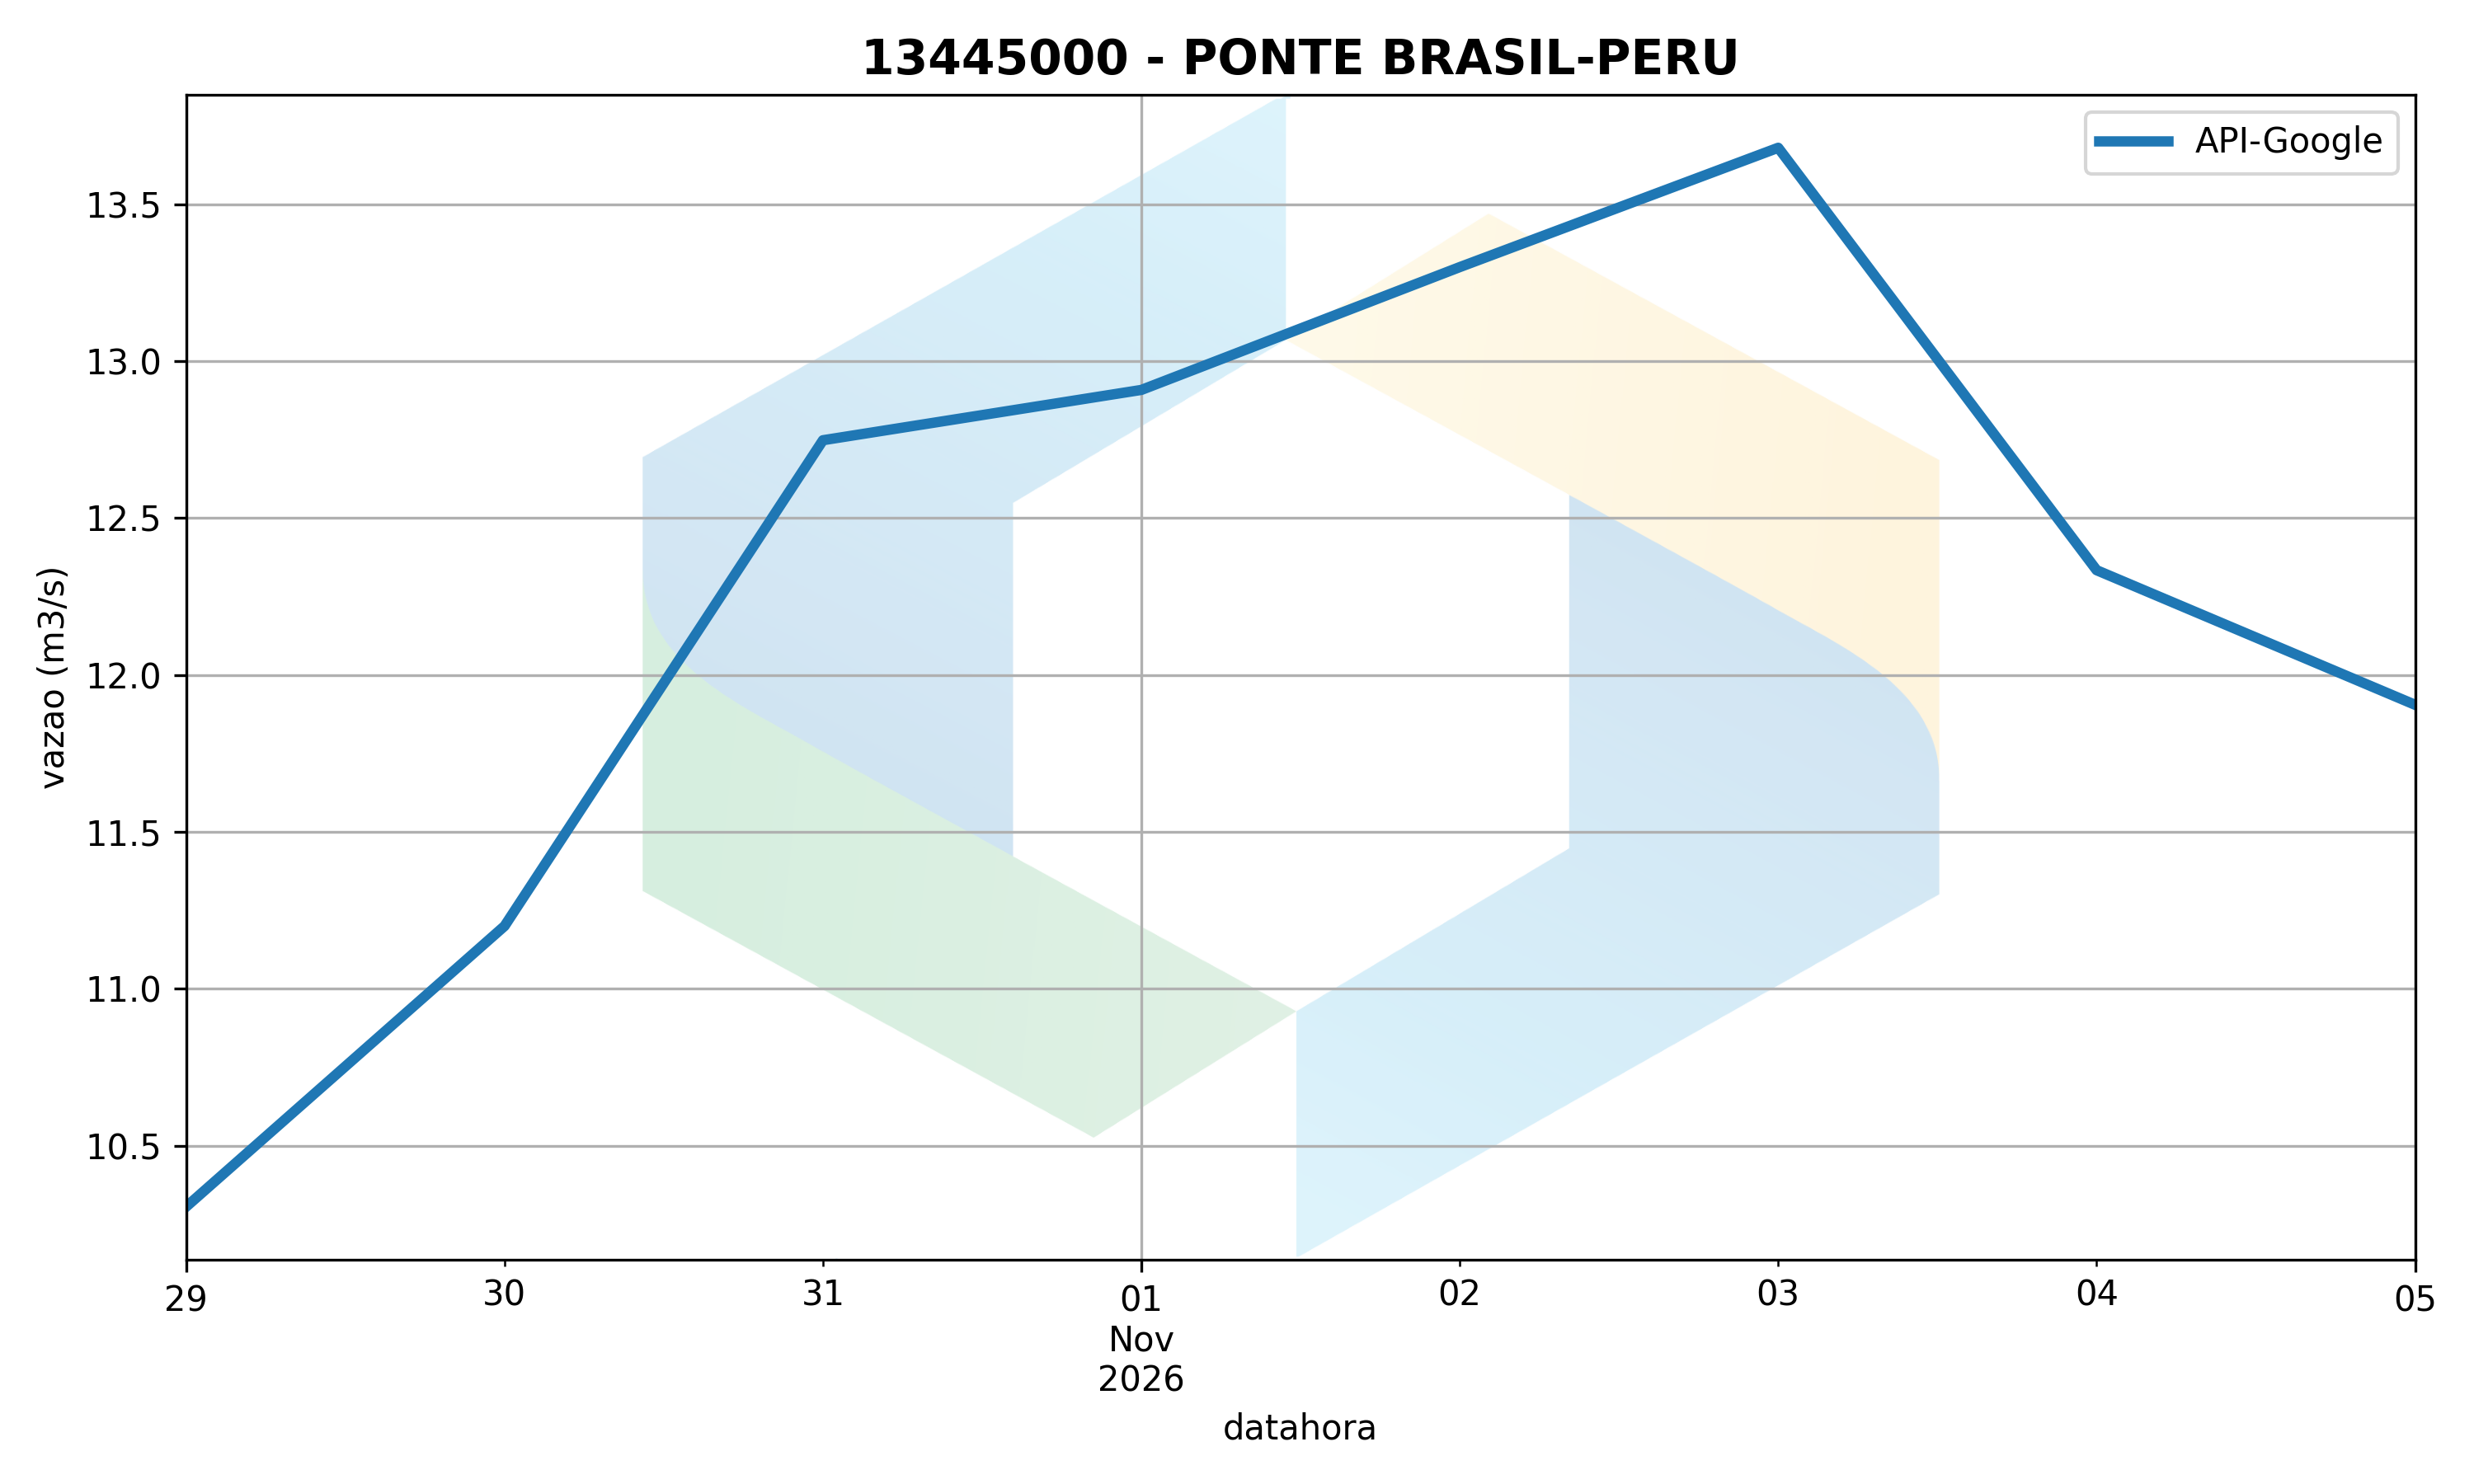 13445000 - PONTE BRASIL-PERU
API-Google
13.5
13.0
12.5
12.0
11.5
11.0
10.5
vazao (m3/s)
29 30 31 01 02 03 04 05
Nov
2026
datahora